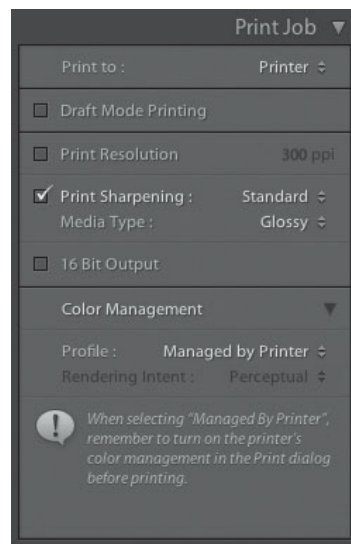 Print Job ▼
Print to : Printer
Draft Mode Printing
Print Resolution 300 ppi
Print Sharpening : Standard
Media Type : Glossy
16 Bit Output
Color Management ▼
Profile : Managed by Printer
Rendering Intent : Perceptual
! When selecting “Managed By Printer”,
remember to turn on the printer's
color management in the Print dialog
before printing.